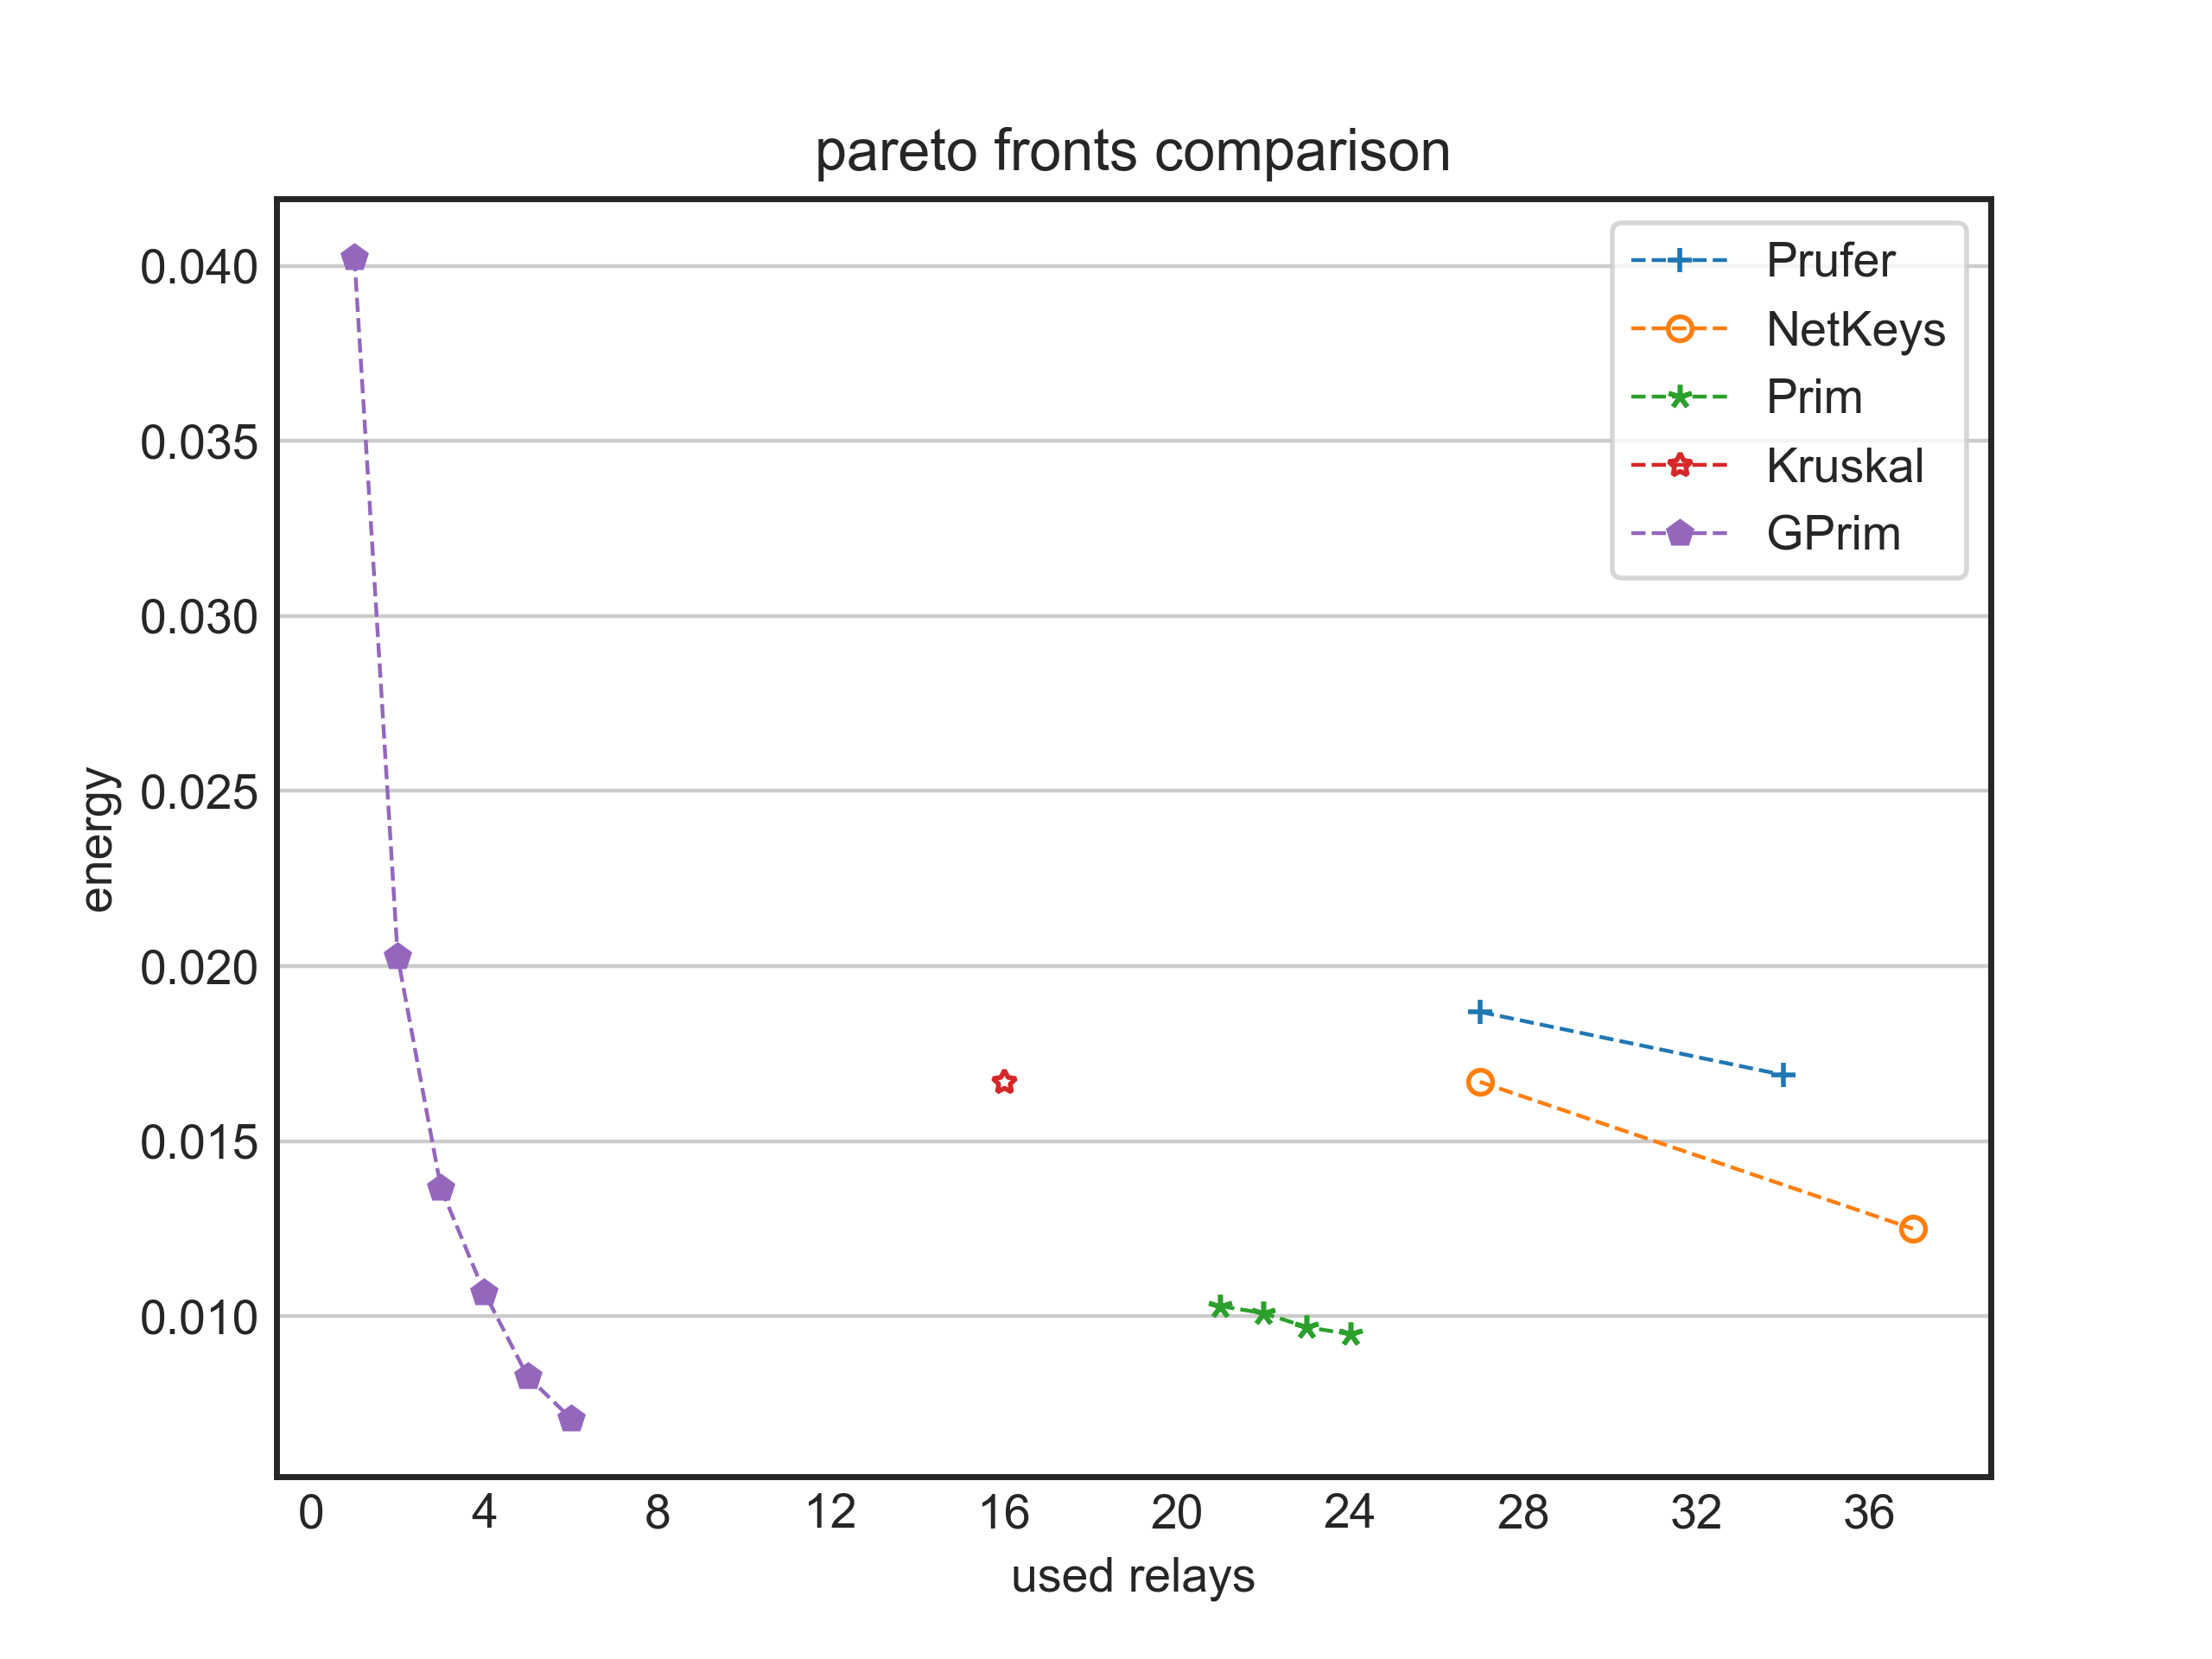 pareto fronts comparison
0.040
0.035
0.030
0.025
0.020
0.015
0.010
energy
Prufer
NetKeys
Prim
Kruskal
GPrim
0 4 8 12 16 20 24 28 32 36
used relays